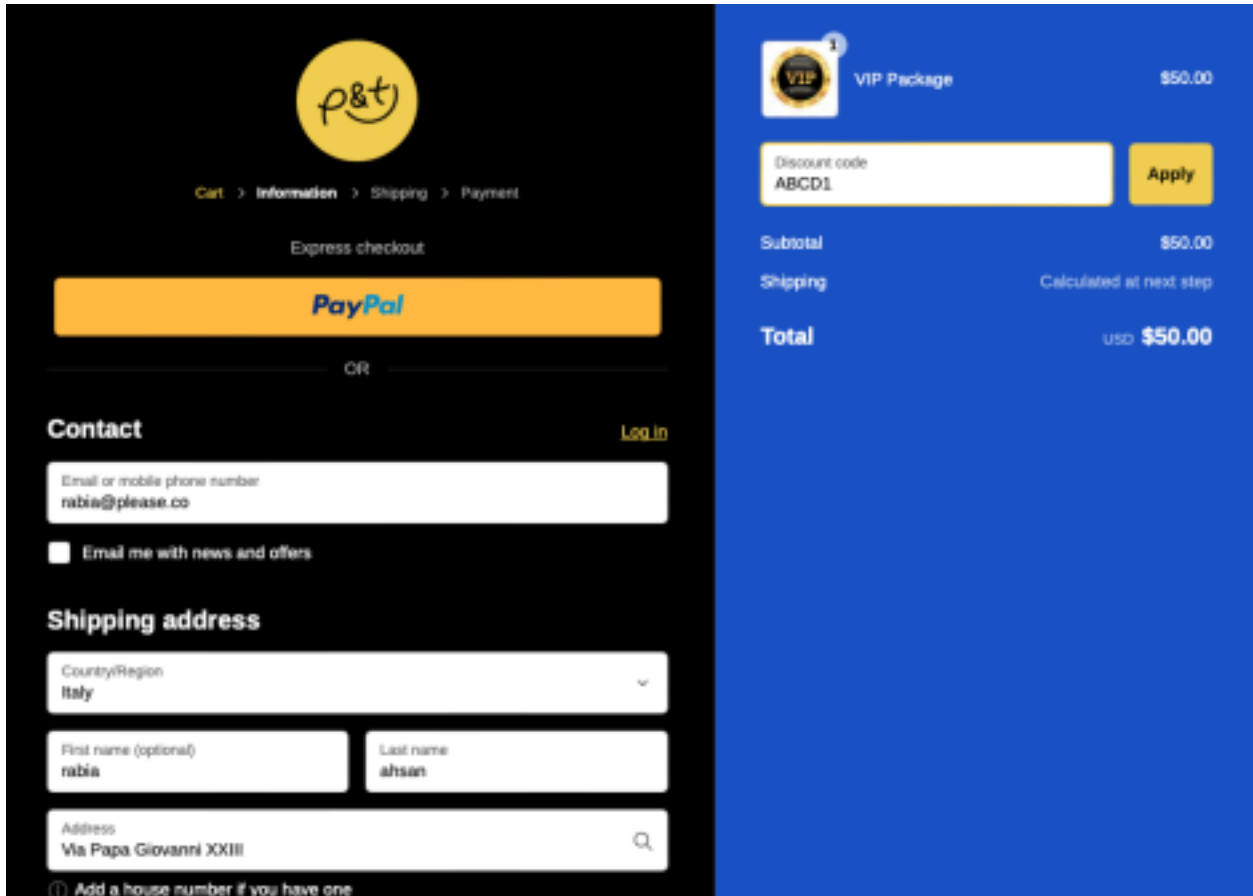 p&t
Cart > Information > Shipping > Payment
Express checkout
PayPal
OR
Contact
Log in
Email or mobile phone number
rabia@please.co
Email me with news and offers
Shipping address
Country/Region
Italy
First name (optional)
rabia
Last name
ahsan
Address
Via Papa Giovanni XXIII
Add a house number if you have one
1
VIP
VIP Package
$50.00
Discount code
ABCD1
Apply
Subtotal
$50.00
Shipping
Calculated at next step
Total
USD $50.00